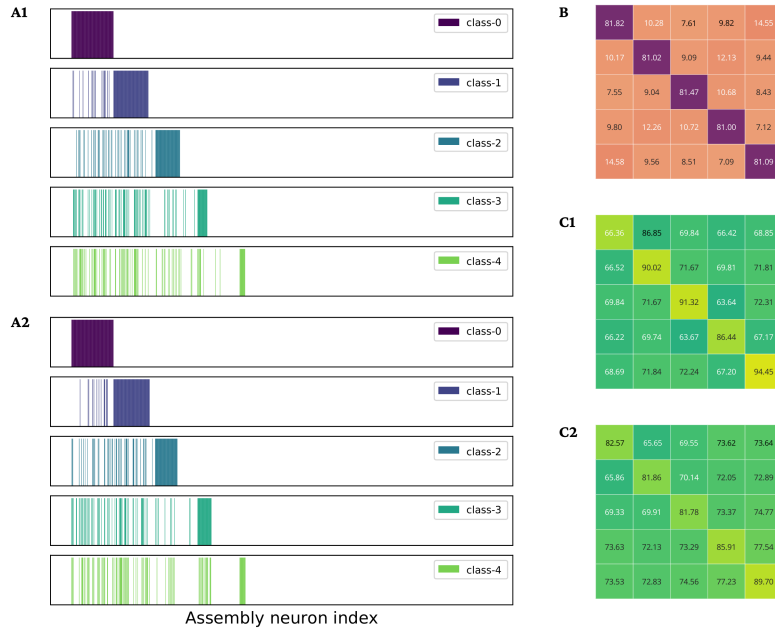 A1
class-0
class-1
class-2
class-3
class-4
A2
class-0
class-1
class-2
class-3
class-4
Assembly neuron index
B
81.82 10.28 7.61 9.82 14.55
10.17 81.02 9.09 12.13 9.44
7.55 9.04 81.47 10.68 8.43
9.80 12.26 10.72 81.00 7.12
14.58 9.56 8.51 7.09 81.09
C1
66.36 86.85 69.84 66.42 68.85
66.52 90.02 71.67 69.81 71.81
69.84 71.67 91.32 63.64 72.31
66.22 69.74 63.67 86.44 67.17
68.69 71.84 72.24 67.20 94.45
C2
82.57 65.65 69.55 73.62 73.64
65.86 81.86 70.14 72.05 72.89
69.33 69.91 81.78 73.37 74.77
73.63 72.13 73.29 85.91 77.54
73.53 72.83 74.56 77.23 89.70